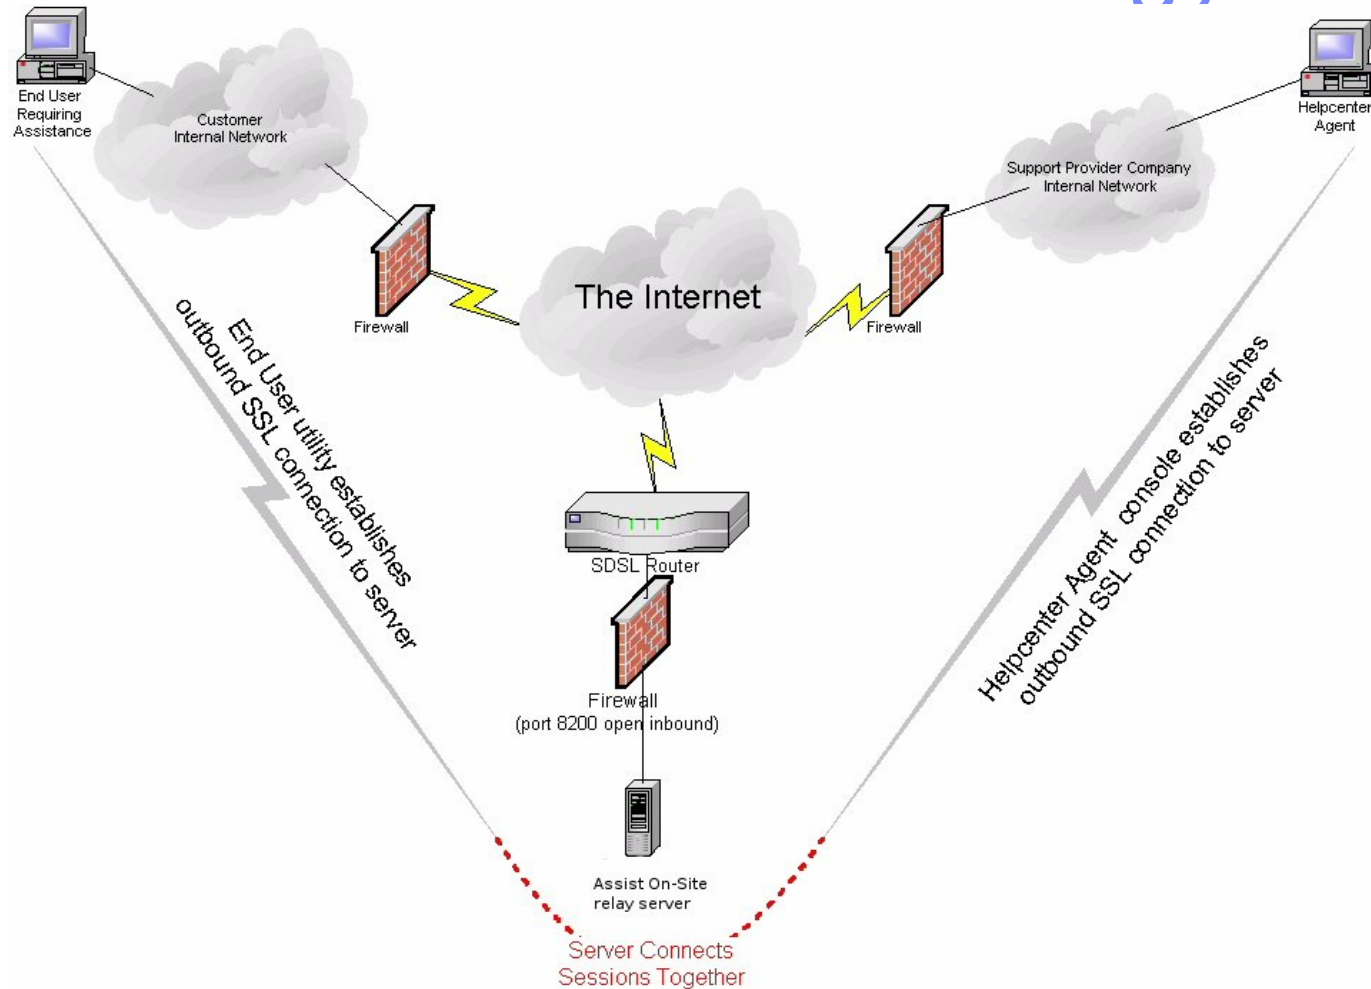 End User
Requiring
Assistance
Customer
Internal Network
Helpcenter
Agent
Support Provider Company
Internal Network
The Internet
Firewall
Firewall
End User utility establishes
outbound SSL connection to server
Helpcenter Agent console establishes
outbound SSL connection to server
SDSL Router
Firewall
(port 8200 open inbound)
Assist On-Site
relay server
Server Connects
Sessions Together